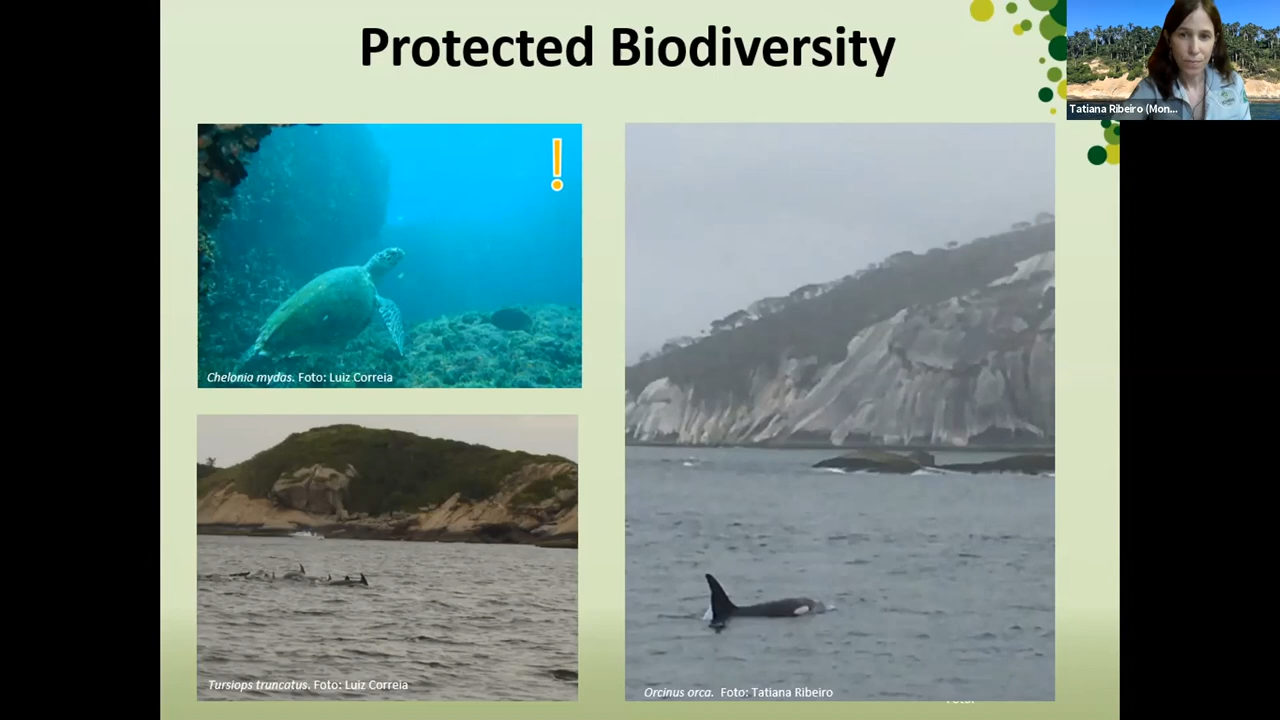 Protected Biodiversity
Tatiana Ribeiro (Mon...
!
Chelonia mydas. Foto: Luiz Correia
Tursiops truncatus. Foto: Luiz Correia
Orcinus orca. Foto: Tatiana Ribeiro